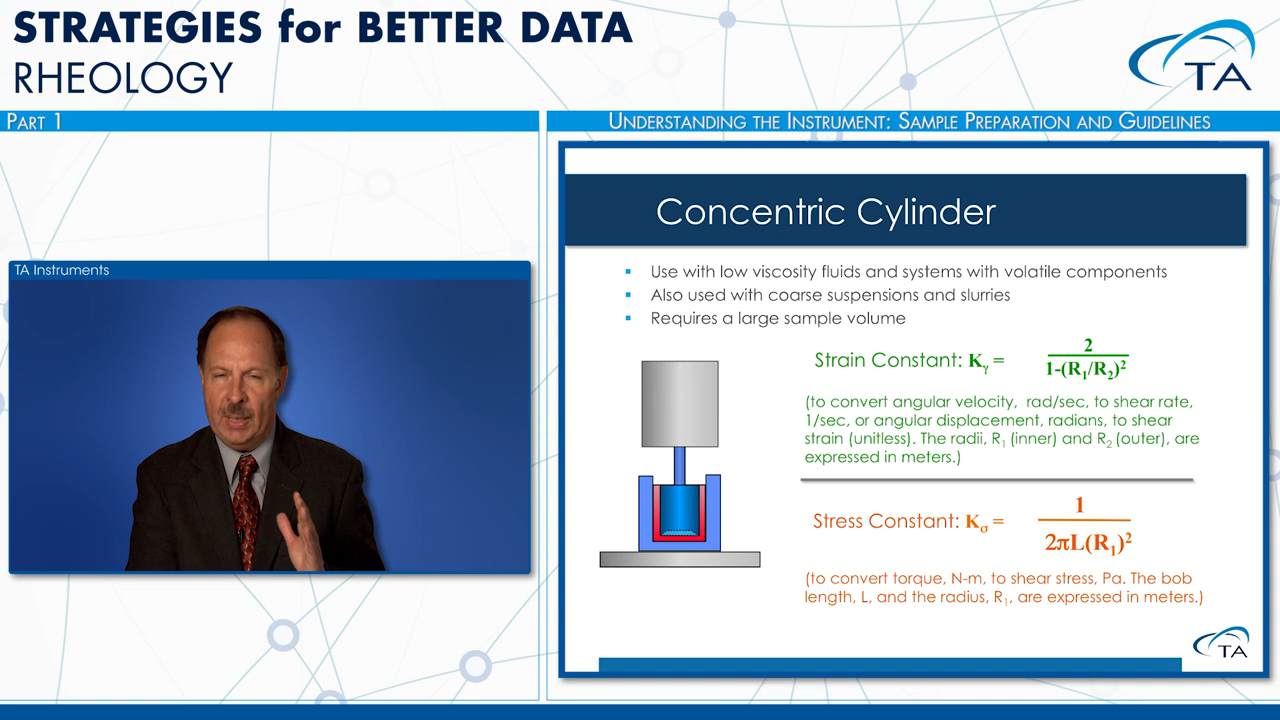 STRATEGIES for BETTER DATA
RHEOLOGY
TA
PART 1
UNDERSTANDING THE INSTRUMENT: SAMPLE PREPARATION AND GUIDELINES
TA Instruments
Concentric Cylinder
▪ Use with low viscosity fluids and systems with volatile components
▪ Also used with coarse suspensions and slurries
▪ Requires a large sample volume
Strain Constant: Kγ = 2
1-(R1/R2)²
(to convert angular velocity, rad/sec, to shear rate,
1/sec, or angular displacement, radians, to shear
strain (unitless). The radii, R1 (inner) and R2 (outer), are
expressed in meters.)
Stress Constant: Kσ = 1
2πL(R1)²
(to convert torque, N-m, to shear stress, Pa. The bob
length, L, and the radius, R1, are expressed in meters.)
TA